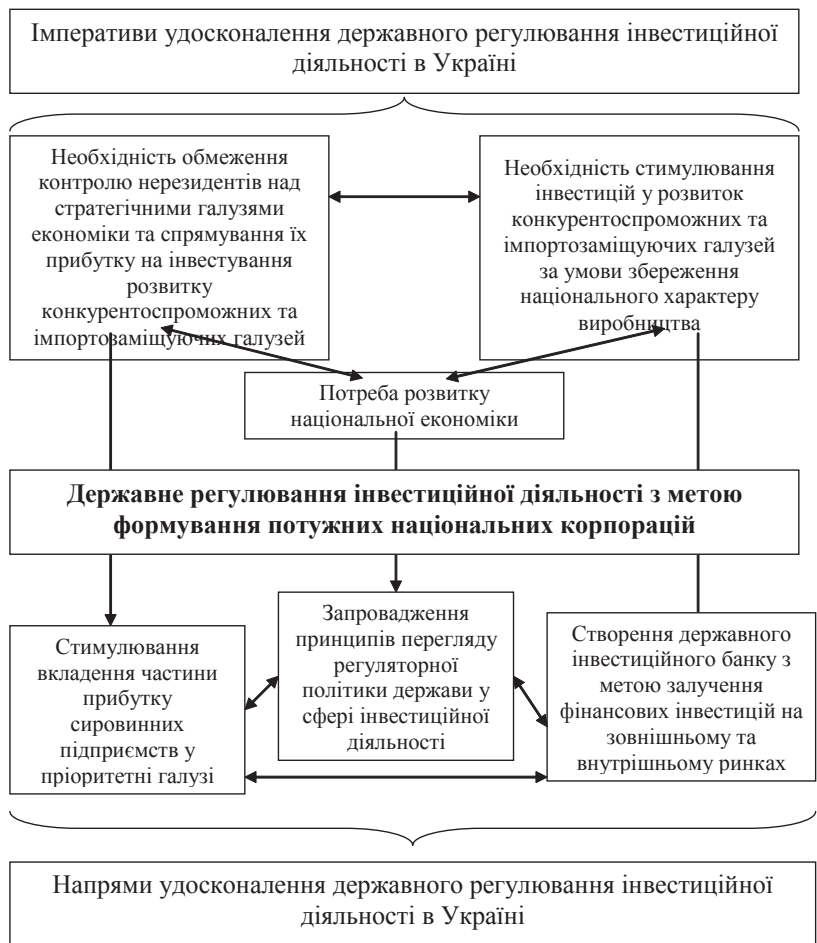 Імперативи удосконалення державного регулювання інвестиційної
діяльності в Україні
Необхідність обмеження
контролю нерезидентів над
стратегічними галузями
економіки та спрямування їх
прибутку на інвестування
розвитку
конкурентоспроможних та
імпортозаміщуючих галузей
Необхідність стимулювання
інвестицій у розвиток
конкурентоспроможних та
імпортозаміщуючих галузей
за умови збереження
національного характеру
виробництва
Потреба розвитку
національної економіки
Державне регулювання інвестиційної діяльності з метою
формування потужних національних корпорацій
Стимулювання
вкладення частини
прибутку
сировинних
підприємств у
пріоритетні галузі
Запровадження
принципів перегляду
регуляторної
політики держави у
сфері інвестиційної
діяльності
Створення державного
інвестиційного банку з
метою залучення
фінансових інвестицій на
зовнішньому та
внутрішньому ринках
Напрями удосконалення державного регулювання інвестиційної
діяльності в Україні